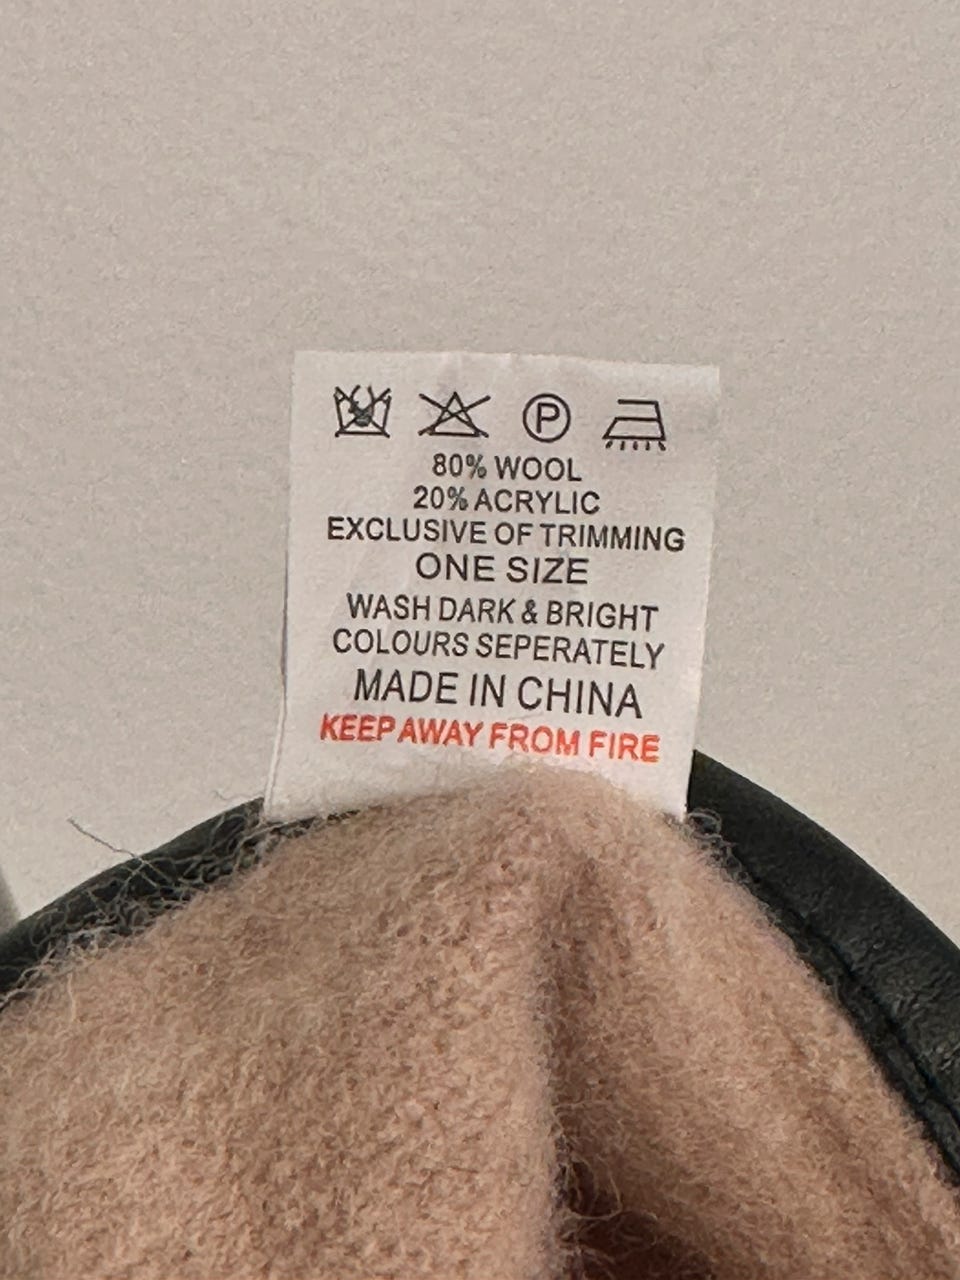 P
80% WOOL
20% ACRYLIC
EXCLUSIVE OF TRIMMING
ONE SIZE
WASH DARK & BRIGHT
COLOURS SEPERATELY
MADE IN CHINA
KEEP AWAY FROM FIRE